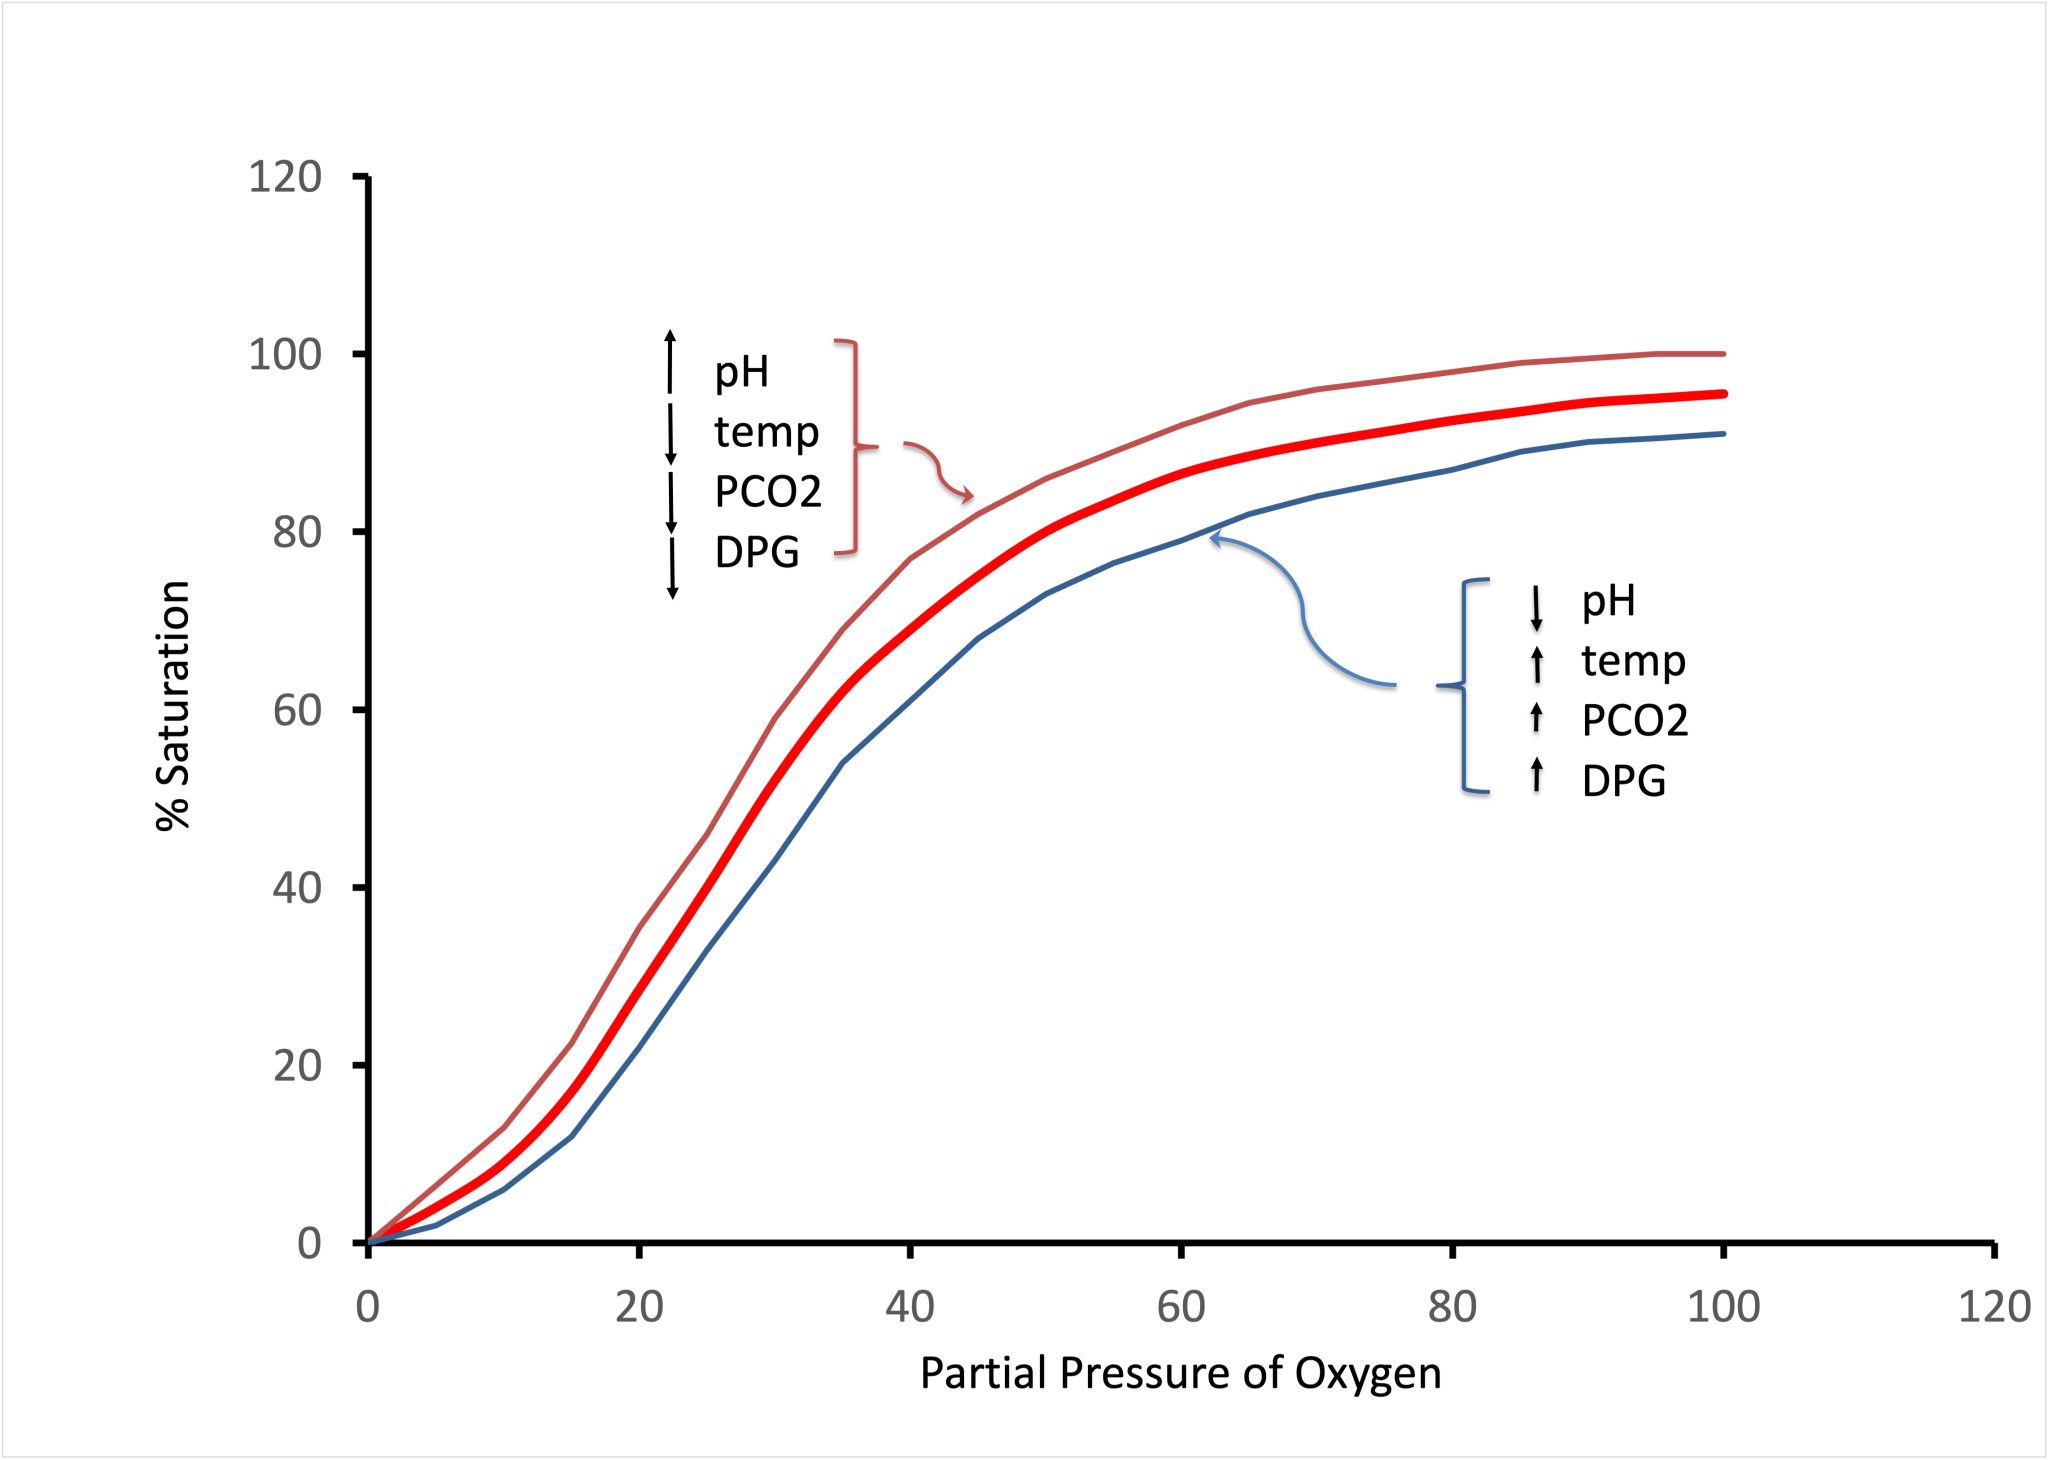 120
100
80
60
40
20
0
0 20 40 60 80 100 120
% Saturation
Partial Pressure of Oxygen
pH
temp
PCO2
DPG
pH
temp
PCO2
DPG